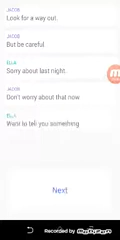 JACOB
Look for a way out.
JACOB
But be careful
ELLA
Sorry about last night.
JACOB
Don't worry about that now
ELLA
Want to tell you something
Next
Recorded by